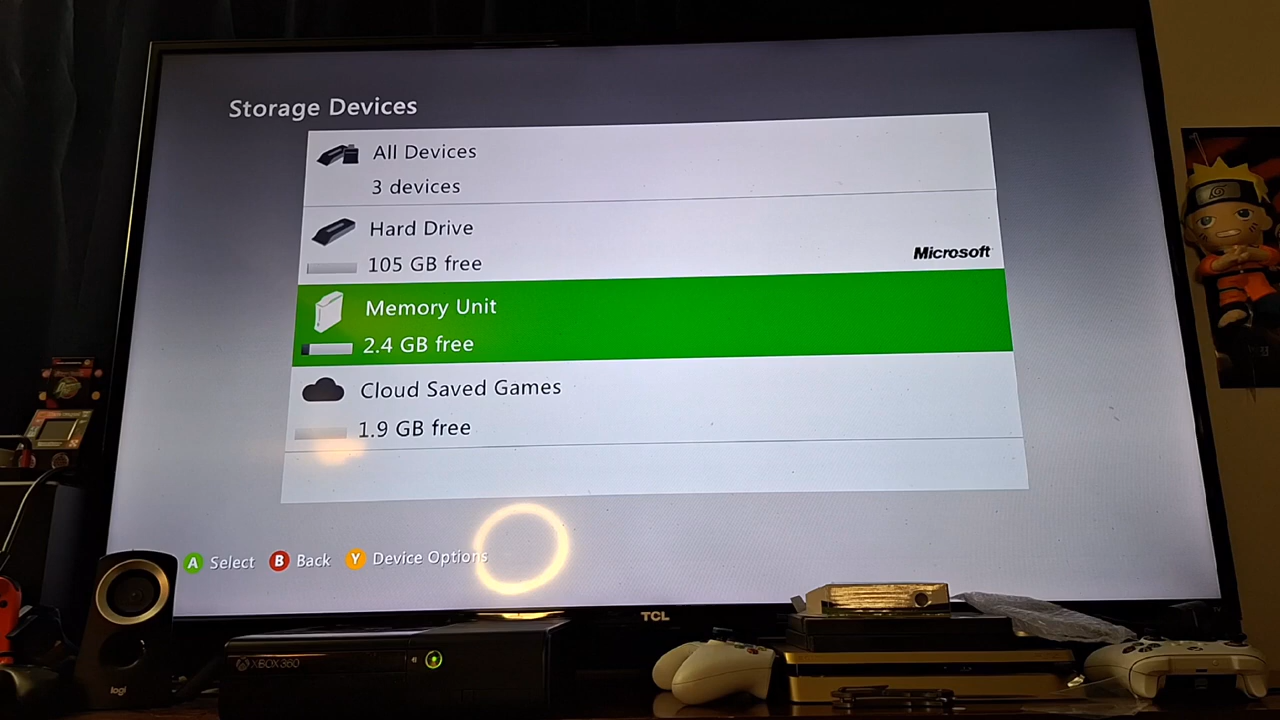 Storage Devices
All Devices
3 devices
Hard Drive
105 GB free
Microsoft
Memory Unit
2.4 GB free
Cloud Saved Games
1.9 GB free
A Select B Back Y Device Options
TCL
XBOX 360
logi